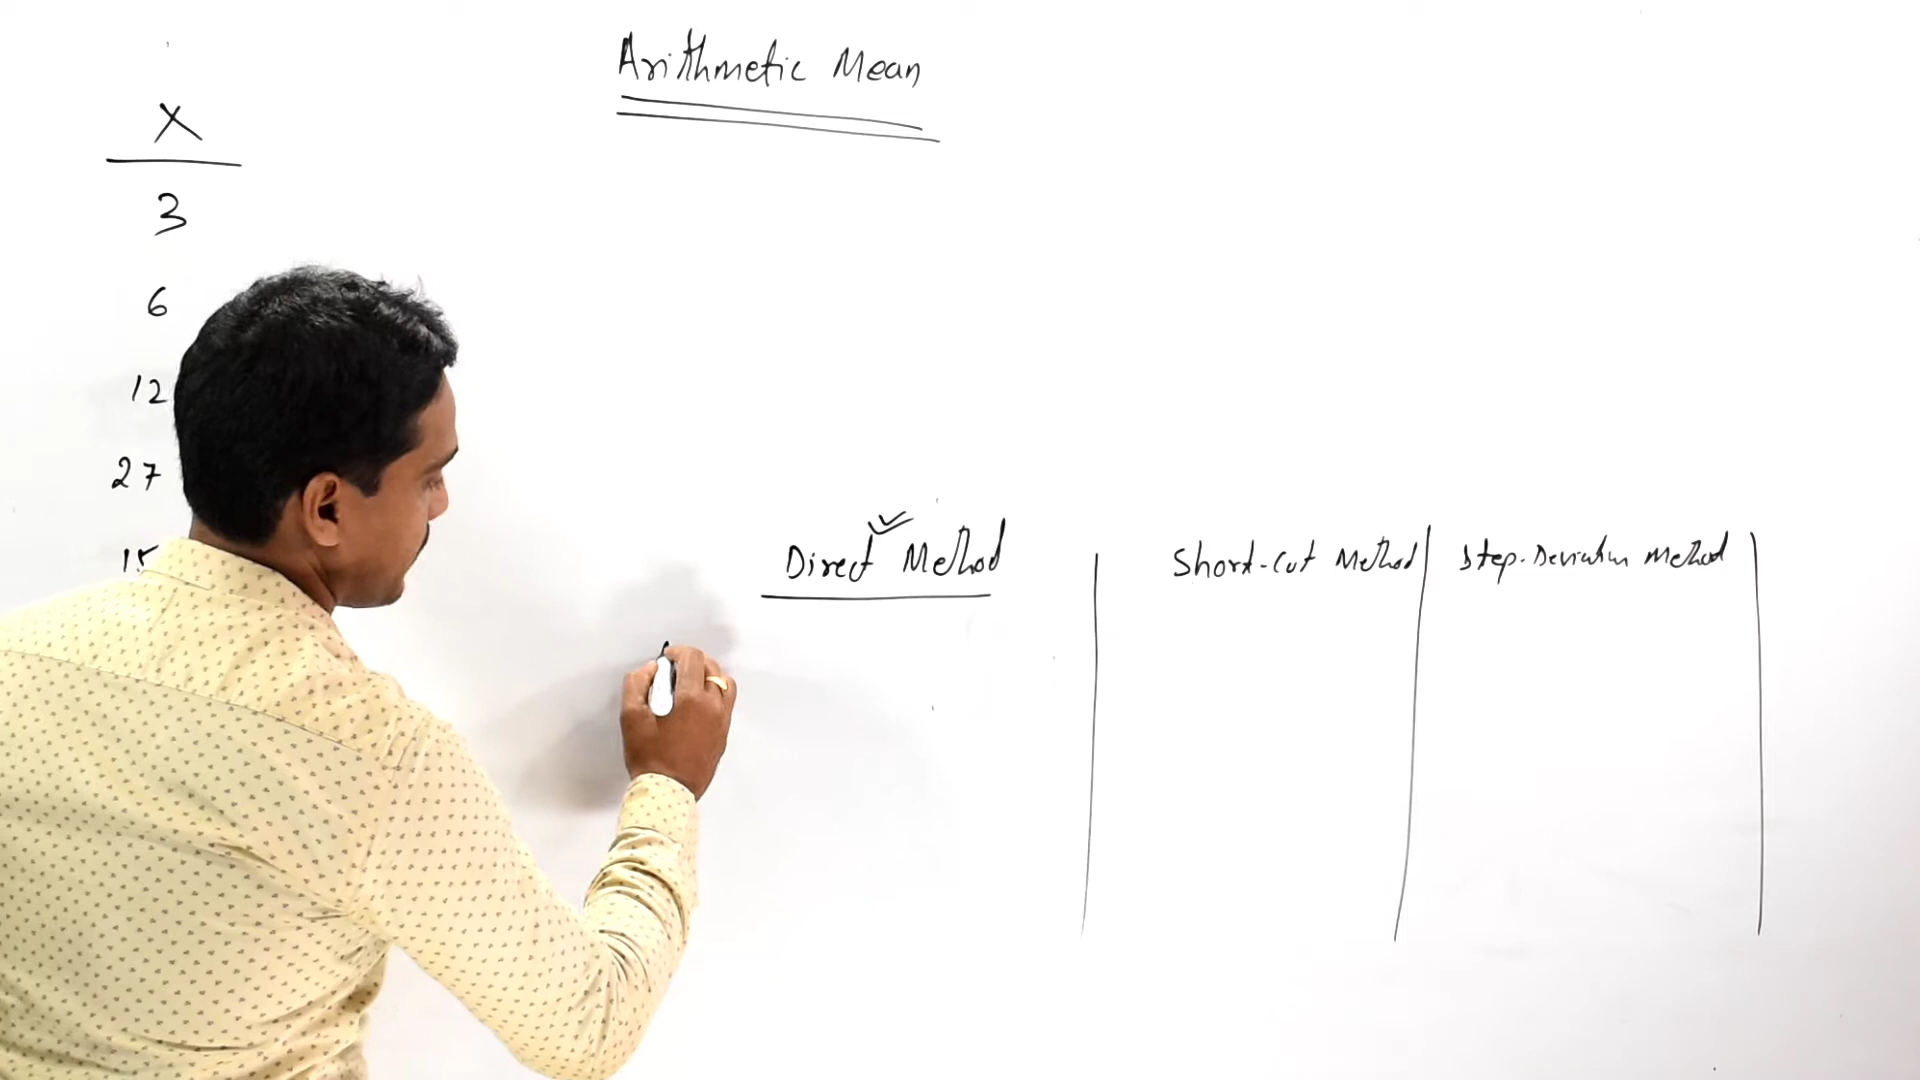 Arithmetic Mean
X
3
6
12
27
15
Direct Method
Short-cut Method
Step-Deviation Method